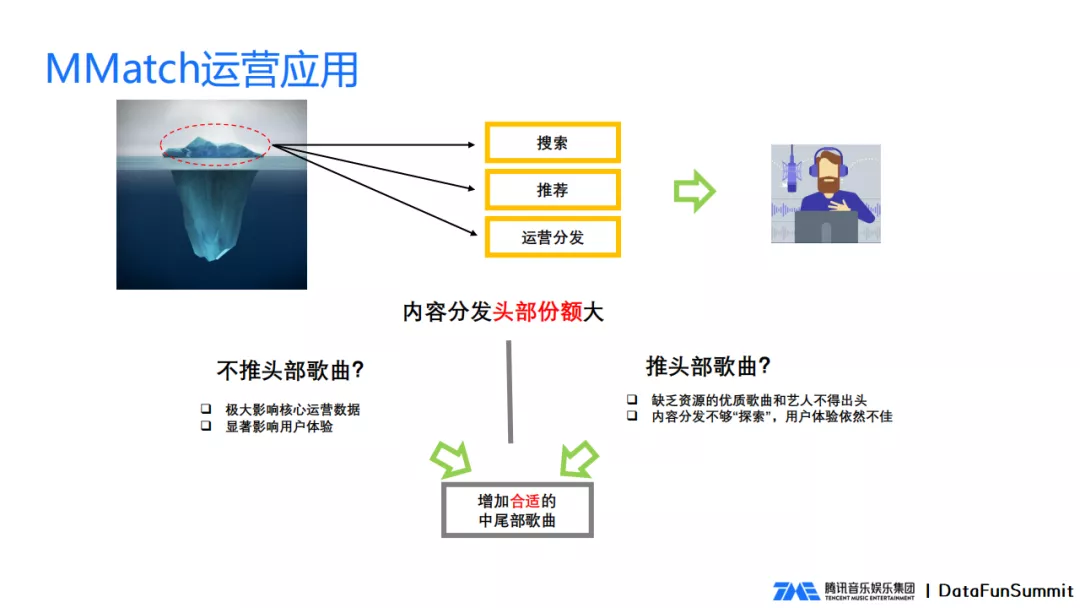 MMatch运营应用
搜索
推荐
运营分发
内容分发头部份额大
不推头部歌曲?
❑ 极大影响核心运营数据
❑ 显著影响用户体验
推头部歌曲?
❑ 缺乏资源的优质歌曲和艺人不得出头
❑ 内容分发不够“探索”，用户体验依然不佳
增加合适的
中尾部歌曲
TME 腾讯音乐娱乐集团
TENCENT MUSIC ENTERTAINMENT
| DataFunSummit